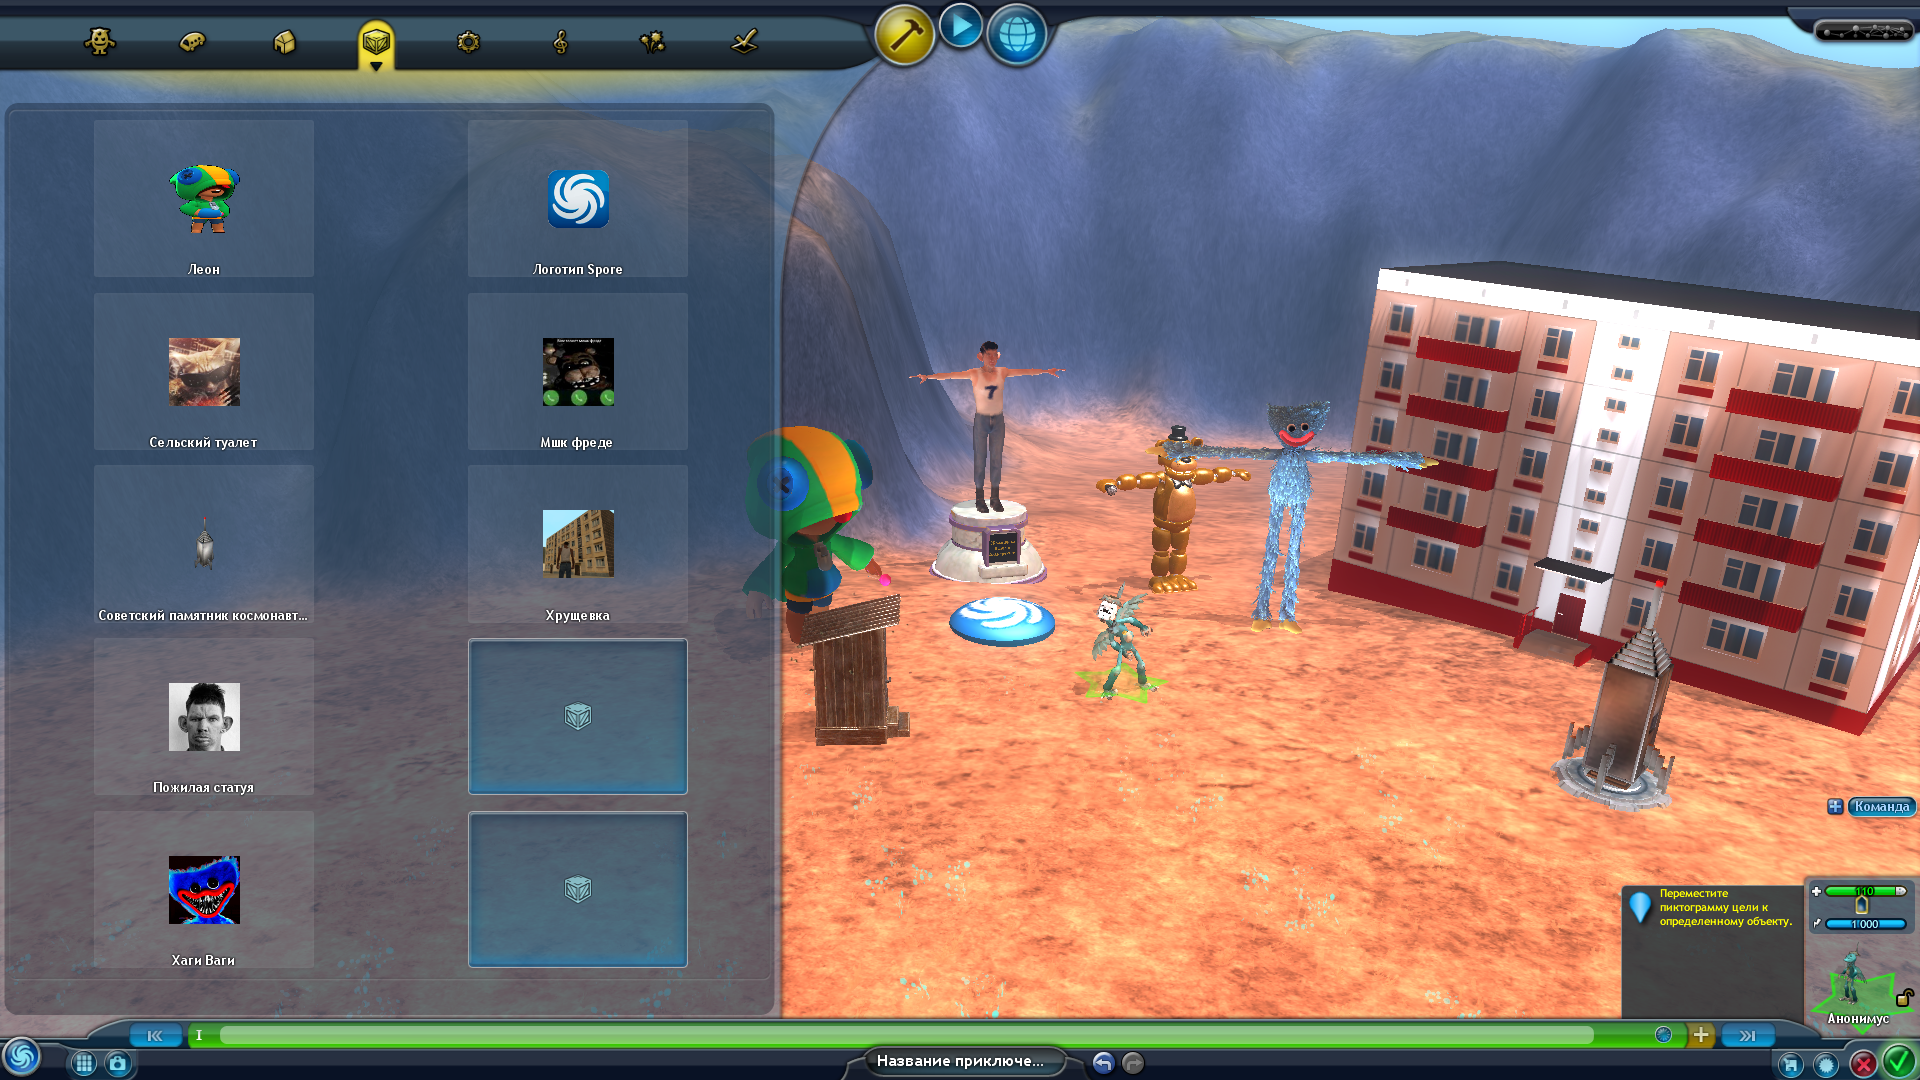 Леон
Логотип Spore
Сельский туалет
Мшк фреде
Советский памятник космонавт...
Хрущевка
Пожилая статуя
Хаги Ваги
7
Команда
Переместите
пиктограмму цели к
определенному объекту.
110
1 000
Анонимус
I
Название приключе...